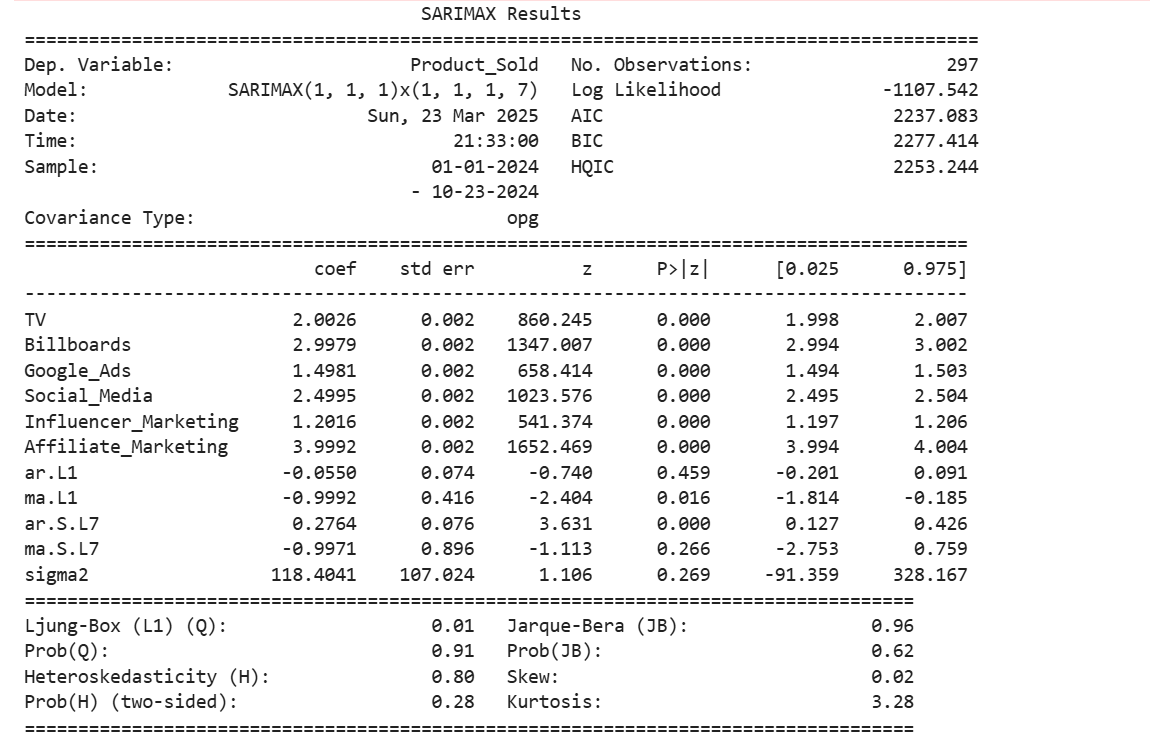 SARIMAX Results
==========================================================================================
Dep. Variable:                       Product_Sold   No. Observations:                  297
Model:             SARIMAX(1, 1, 1)x(1, 1, 1, 7)   Log Likelihood               -1107.542
Date:                            Sun, 23 Mar 2025   AIC                           2237.083
Time:                                    21:33:00   BIC                           2277.414
Sample:                                01-01-2024   HQIC                          2253.244
- 10-23-2024
Covariance Type:                              opg
=========================================================================================
coef    std err          z      P>|z|      [0.025      0.975]
-----------------------------------------------------------------------------------------
TV                       2.0026      0.002    860.245      0.000       1.998       2.007
Billboards               2.9979      0.002   1347.007      0.000       2.994       3.002
Google_Ads               1.4981      0.002    658.414      0.000       1.494       1.503
Social_Media             2.4995      0.002   1023.576      0.000       2.495       2.504
Influencer_Marketing     1.2016      0.002    541.374      0.000       1.197       1.206
Affiliate_Marketing      3.9992      0.002   1652.469      0.000       3.994       4.004
ar.L1                   -0.0550      0.074     -0.740      0.459      -0.201       0.091
ma.L1                   -0.9992      0.416     -2.404      0.016      -1.814      -0.185
ar.S.L7                  0.2764      0.076      3.631      0.000       0.127       0.426
ma.S.L7                 -0.9971      0.896     -1.113      0.266      -2.753       0.759
sigma2                 118.4041    107.024      1.106      0.269     -91.359     328.167
====================================================================================
Ljung-Box (L1) (Q):                   0.01   Jarque-Bera (JB):                 0.96
Prob(Q):                              0.91   Prob(JB):                         0.62
Heteroskedasticity (H):               0.80   Skew:                             0.02
Prob(H) (two-sided):                  0.28   Kurtosis:                         3.28
====================================================================================